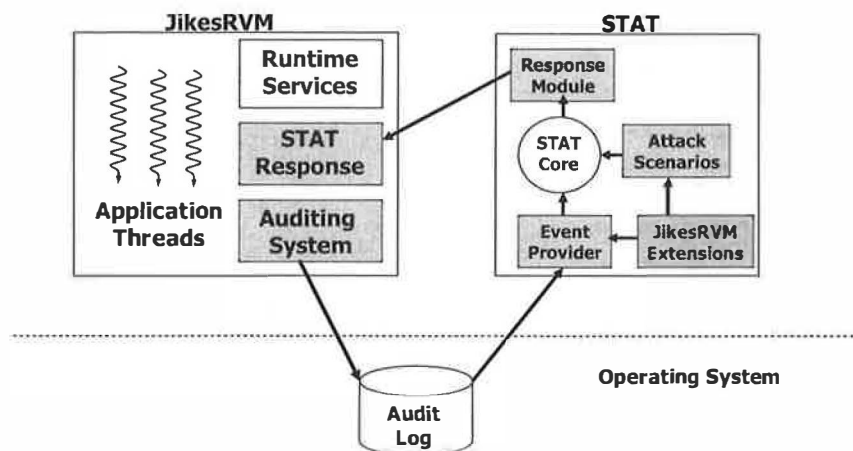 JikesRVM
Runtime
Services
STAT
Response
Auditing
System
Application
Threads
STAT
Response
Module
STAT
Core
Attack
Scenarios
Event
Provider
JikesRVM
Extensions
Operating System
Audit
Log